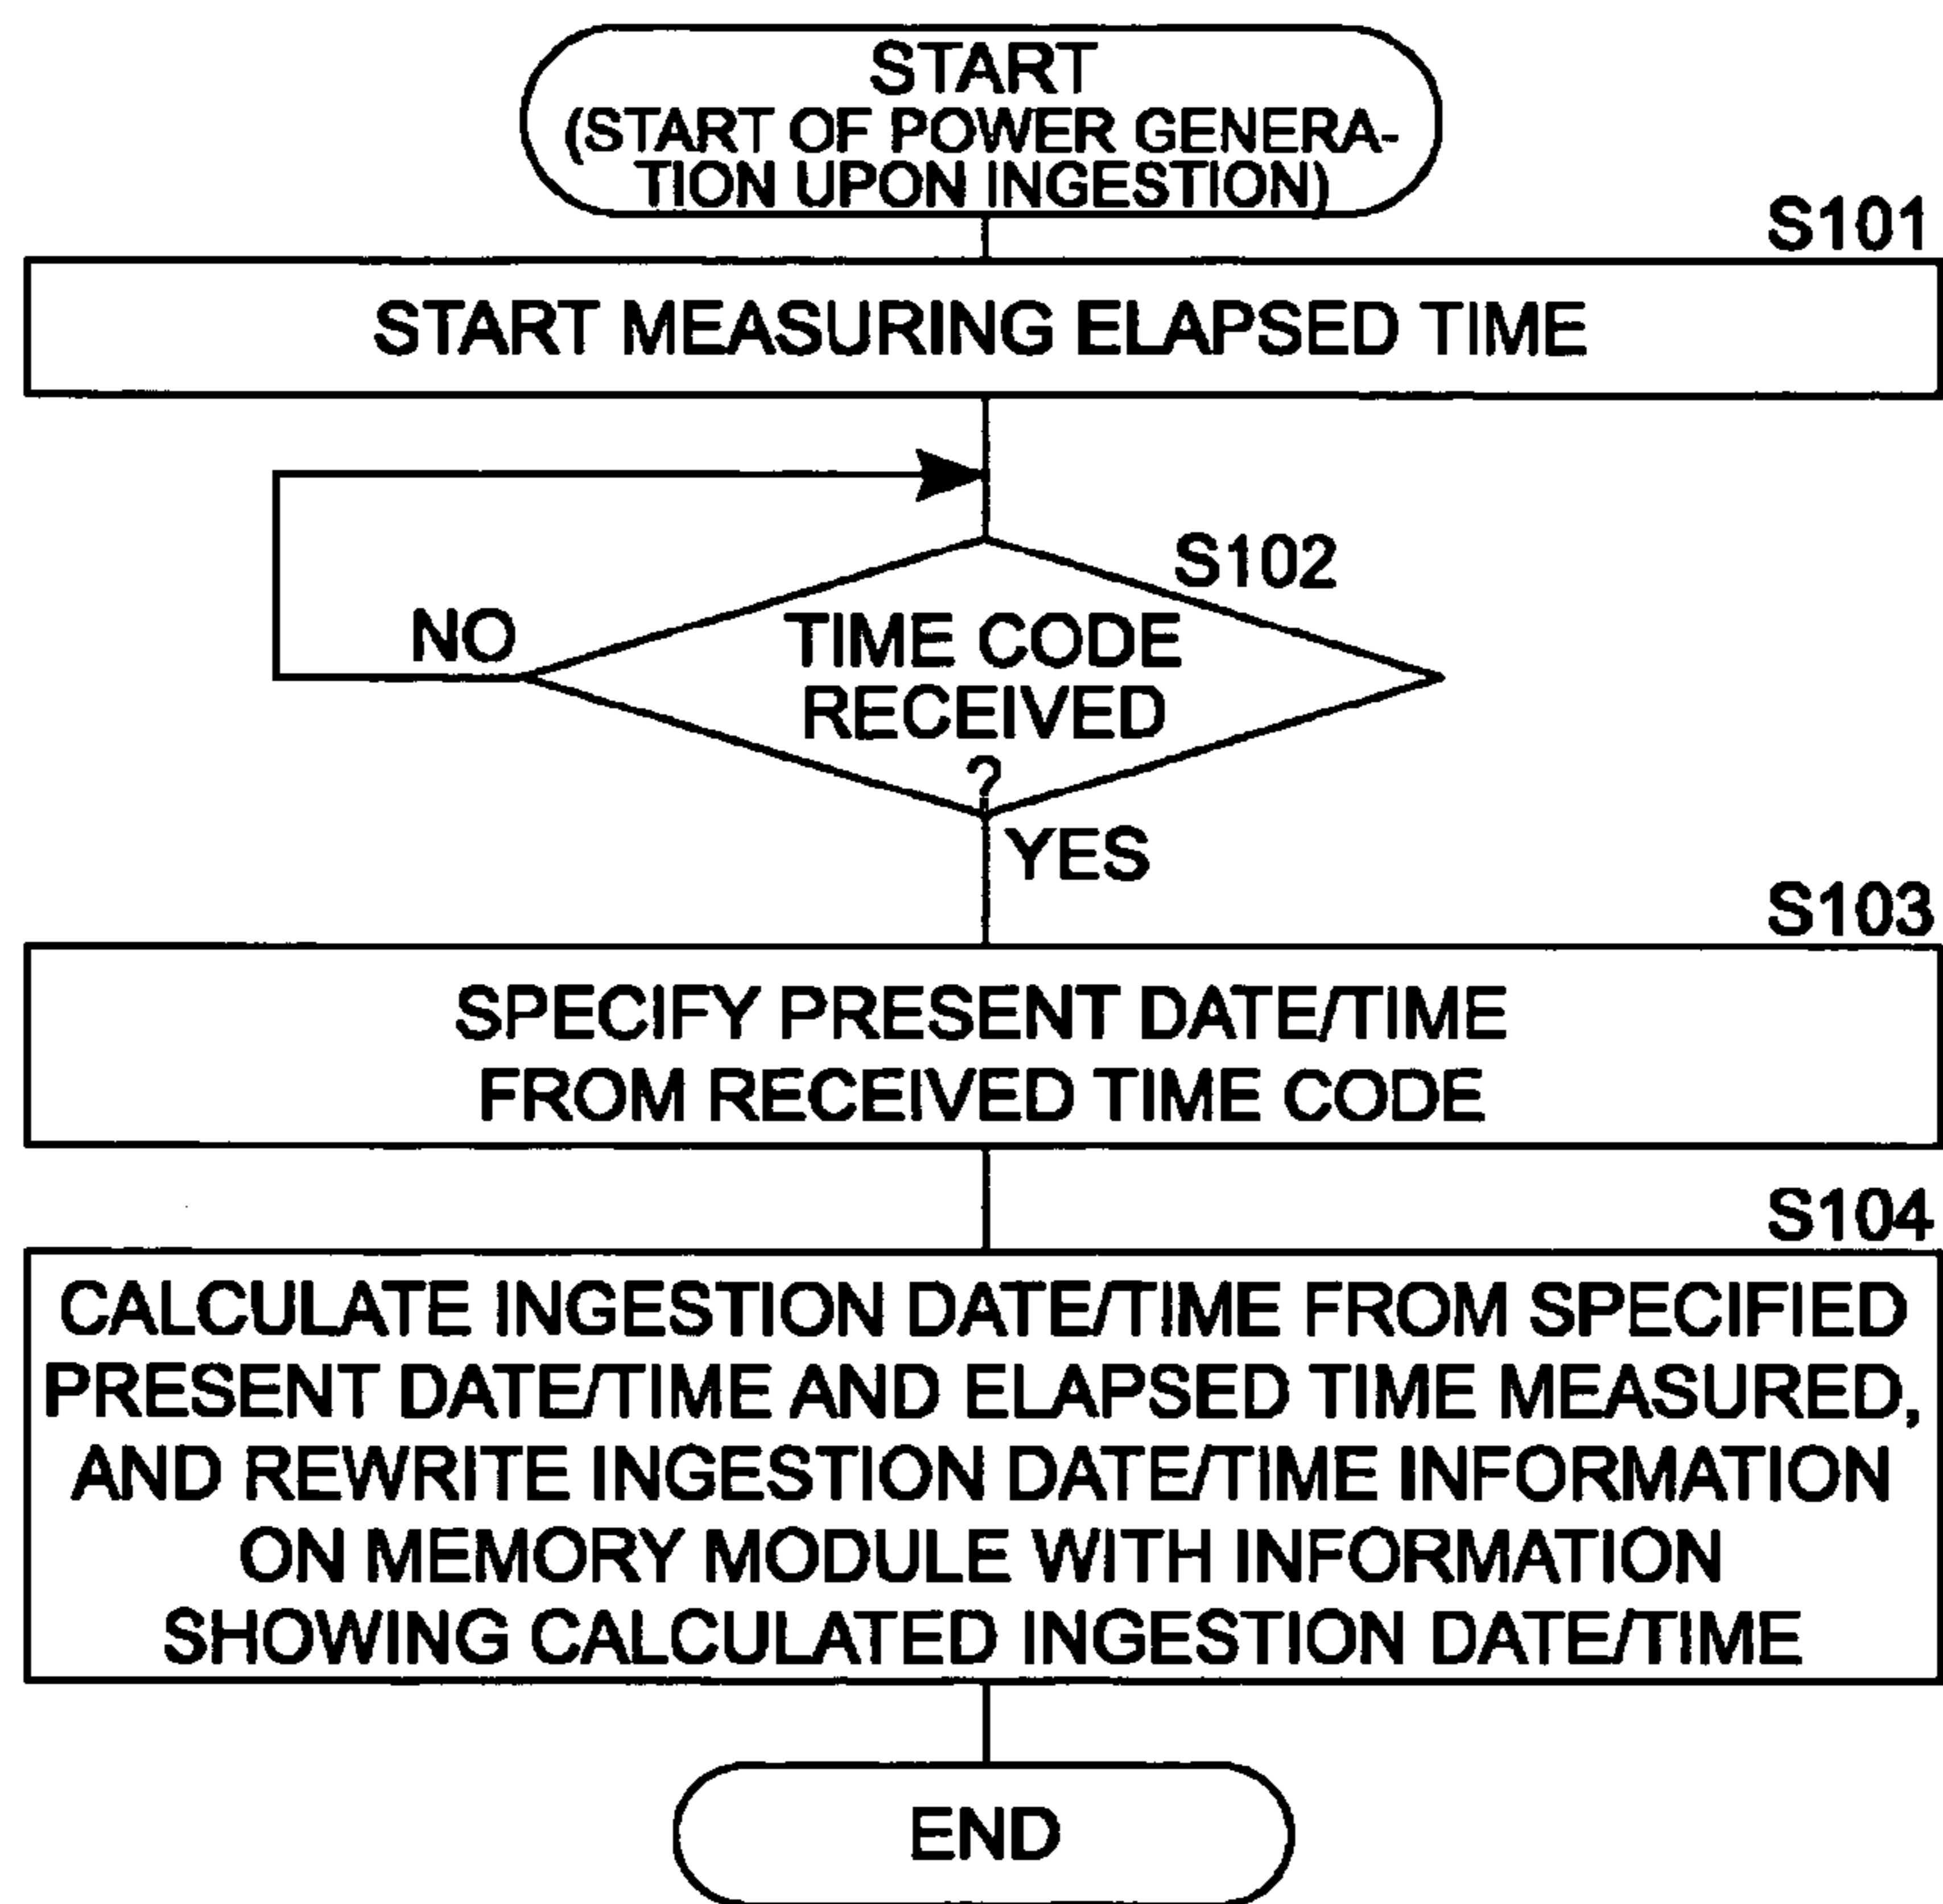 START
(START OF POWER GENERA-
TION UPON INGESTION)
S101
START MEASURING ELAPSED TIME
S102
NO
TIME CODE
RECEIVED
?
YES
S103
SPECIFY PRESENT DATE/TIME
FROM RECEIVED TIME CODE
S104
CALCULATE INGESTION DATE/TIME FROM SPECIFIED
PRESENT DATE/TIME AND ELAPSED TIME MEASURED,
AND REWRITE INGESTION DATE/TIME INFORMATION
ON MEMORY MODULE WITH INFORMATION
SHOWING CALCULATED INGESTION DATE/TIME
END